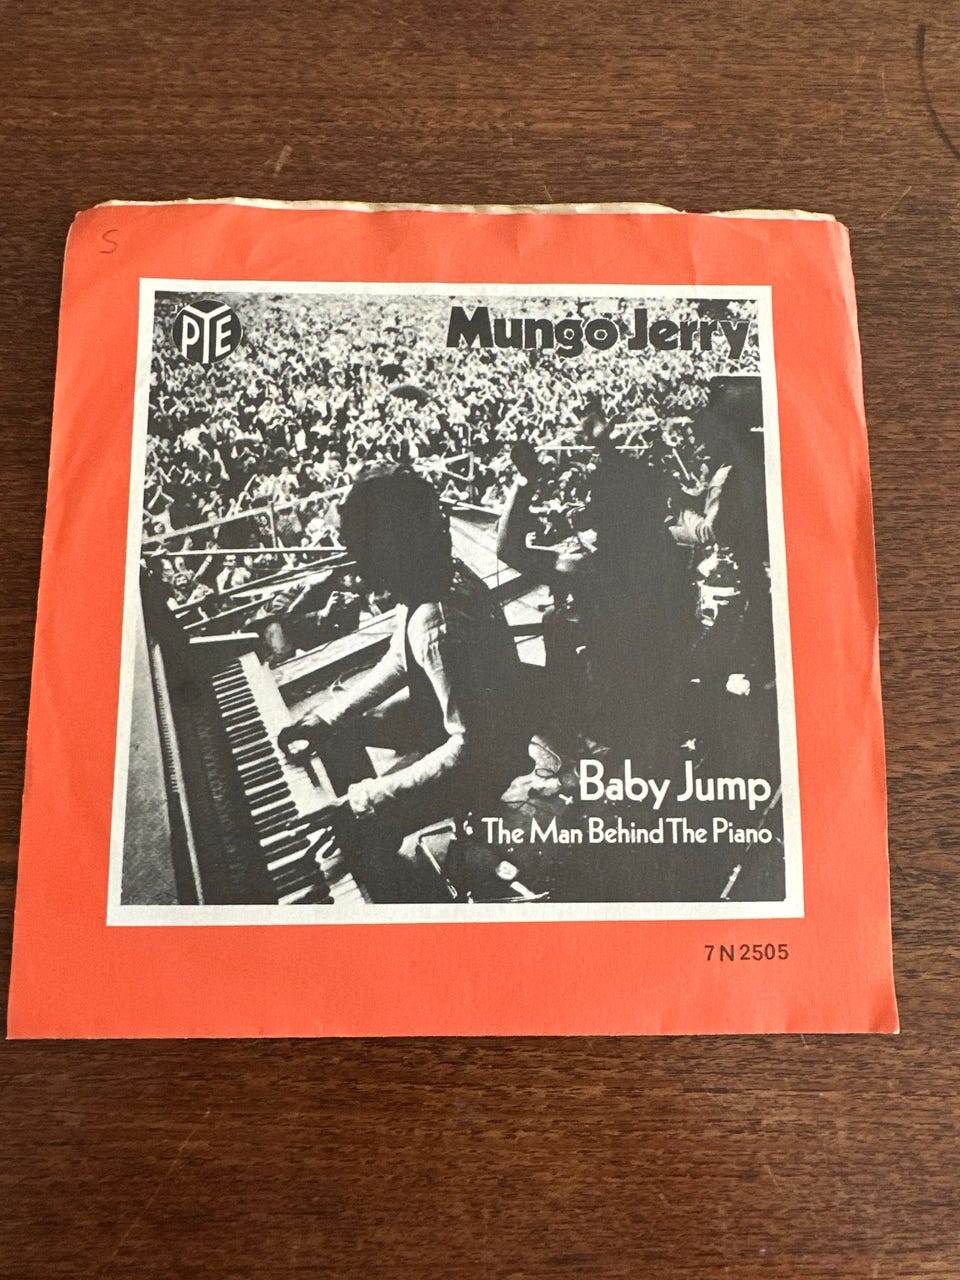 S
PYE
Mungo Jerry
Baby Jump
The Man Behind The Piano
7N 2505